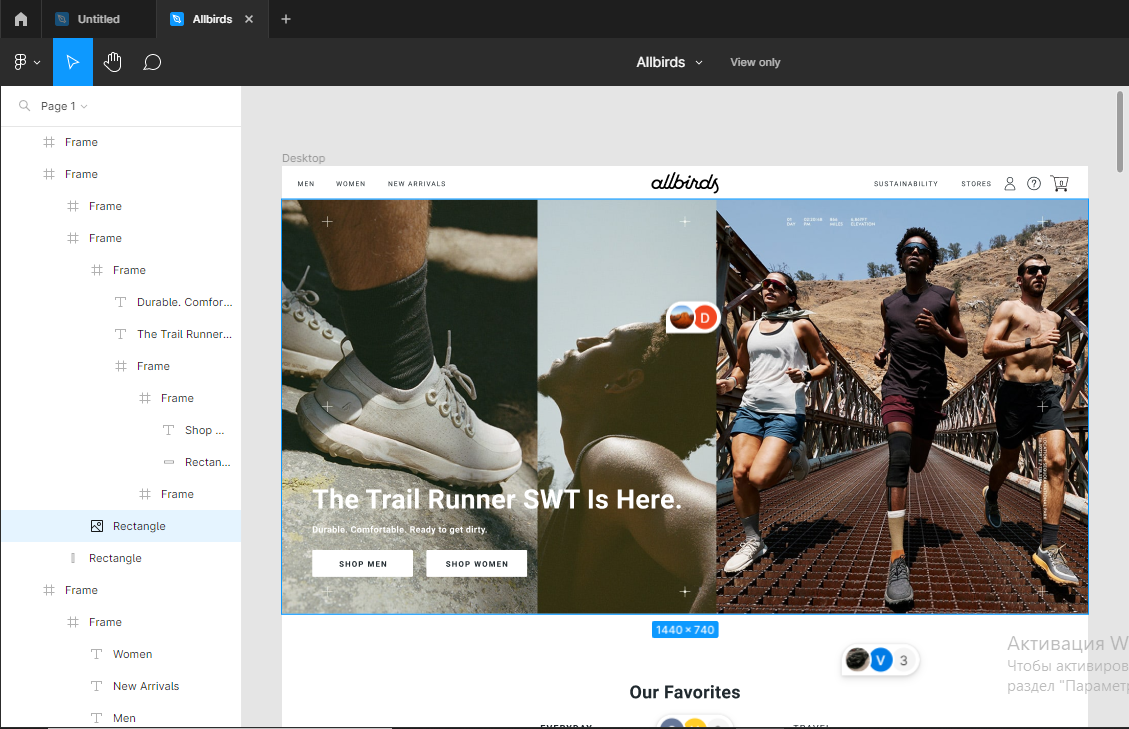 Untitled
Allbirds
Allbirds
View only
Page 1
Frame
Frame
Frame
Frame
Frame
Durable. Comfor...
The Trail Runner...
Frame
Frame
Shop ...
Rectan...
Frame
Rectangle
Rectangle
Frame
Frame
Women
New Arrivals
Men
Desktop
MEN WOMEN NEW ARRIVALS
allbirds
SUSTAINABILITY STORES 0
D
The Trail Runner SWT Is Here.
Durable. Comfortable. Ready to get dirty.
SHOP MEN SHOP WOMEN
1440 × 740
V 3
Активация W
Чтобы активиров
раздел "Параметр
Our Favorites
EVERYDAY
TRAVEL